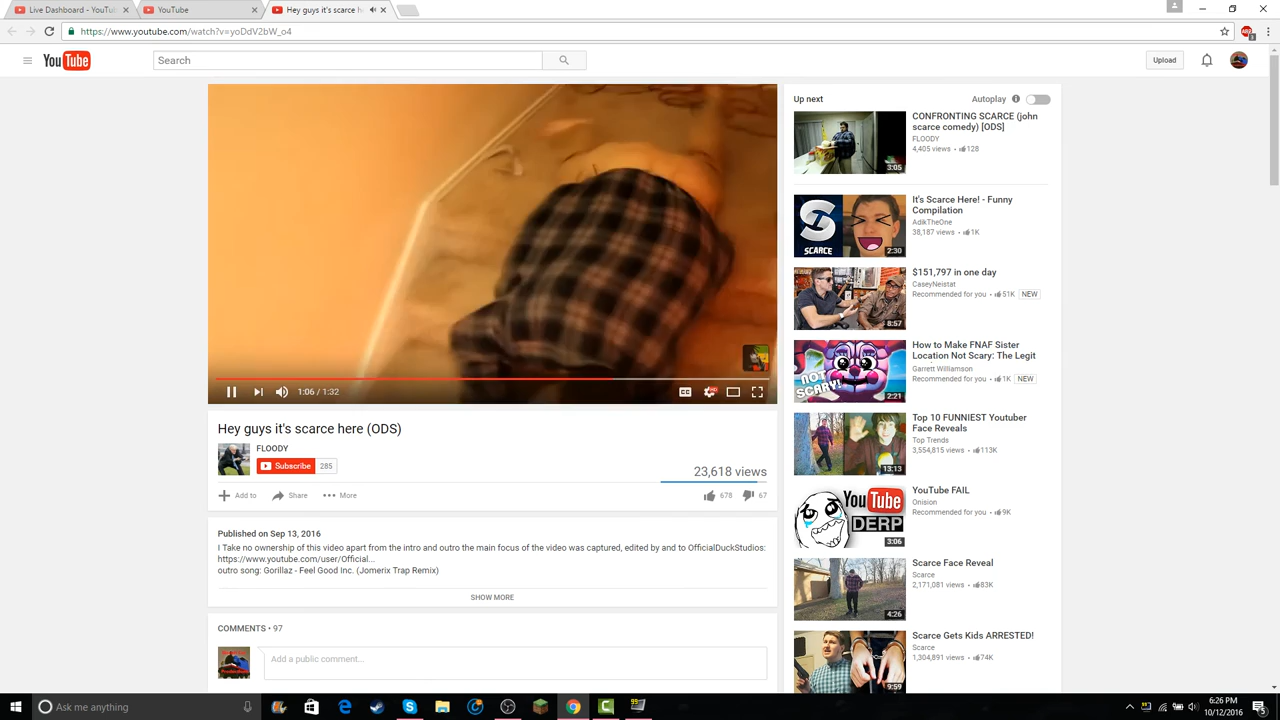 Live Dashboard - YouTub
YouTube
Hey guys it's scarce he
https://www.youtube.com/watch?v=yoDdV2bW_o4
YouTube
Search
Upload
1:06 / 1:32
CC
HD
Hey guys it's scarce here (ODS)
FLOODY
Subscribe 285
23,618 views
Add to Share More
678 67
Published on Sep 13, 2016
I Take no ownership of this video apart from the intro and outro the main focus of the video was captured, edited by and to OfficialDuckStudios:
https://www.youtube.com/user/Official...
outro song: Gorillaz - Feel Good Inc. (Jomerix Trap Remix)
SHOW MORE
COMMENTS • 97
Add a public comment...
Up next
Autoplay
3:05
CONFRONTING SCARCE (john
scarce comedy) [ODS]
FLOODY
4,405 views • 128
SCARCE
2:30
It's Scarce Here! - Funny
Compilation
AdikTheOne
38,187 views • 1K
8:57
$151,797 in one day
CaseyNeistat
Recommended for you • 51K NEW
NOT
SCARY!
2:21
How to Make FNAF Sister
Location Not Scary: The Legit
Garrett Williamson
Recommended for you • 1K NEW
13:13
Top 10 FUNNIEST Youtuber
Face Reveals
Top Trends
3,554,815 views • 113K
YouTube
DERP
3:06
YouTube FAIL
Onision
Recommended for you • 9K
4:26
Scarce Face Reveal
Scarce
2,171,081 views • 83K
9:59
Scarce Gets Kids ARRESTED!
Scarce
1,304,891 views • 74K
Ask me anything
6:26 PM
10/12/2016